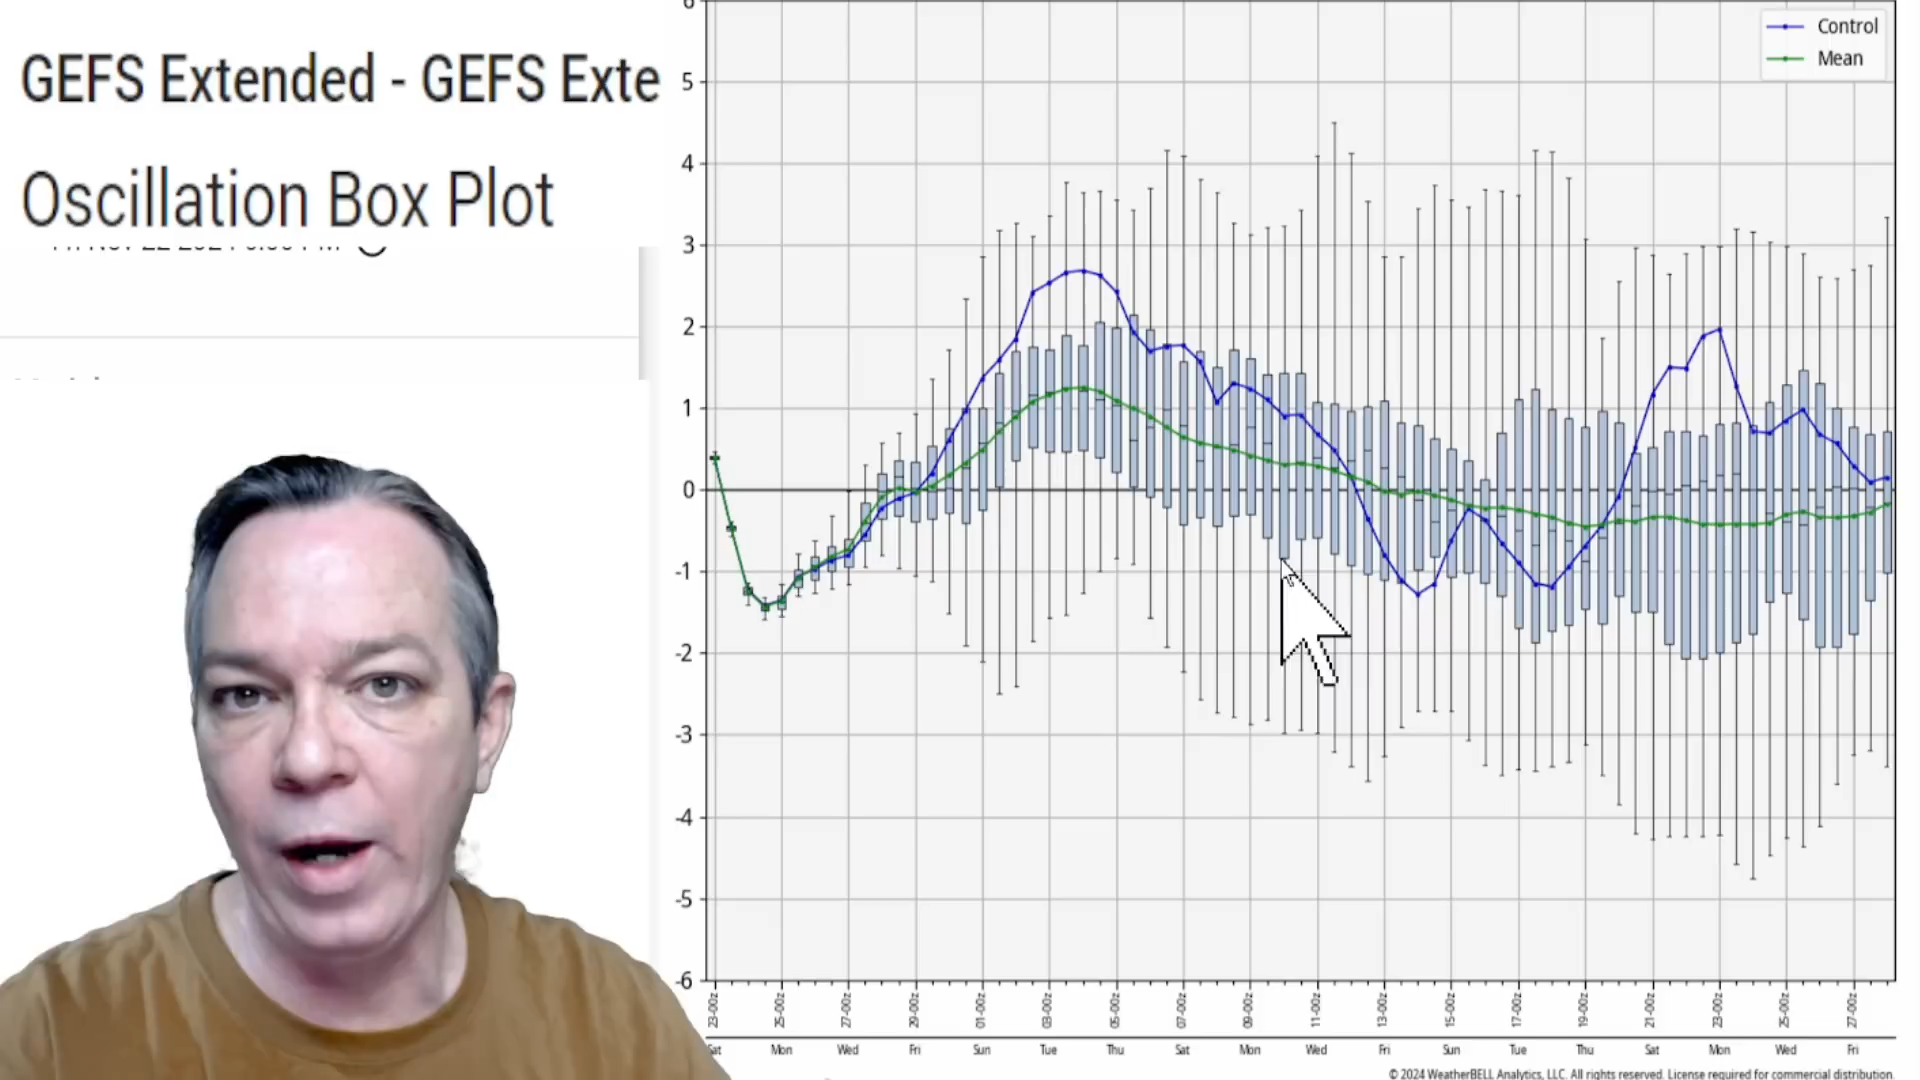 GEFS Extended - GEFS Exte
Oscillation Box Plot
Control
Mean
6
5
4
3
2
1
0
-1
-2
-3
-4
-5
-6
23-00z 25-00z 27-00z 29-00z 01-00z 03-00z 05-00z 07-00z 09-00z 11-00z 13-00z 15-00z 17-00z 19-00z 21-00z 23-00z 25-00z 27-00z
Sat Mon Wed Fri Sun Tue Thu Sat Mon Wed Fri Sun Tue Thu Sat Mon Wed Fri
© 2024 WeatherBELL Analytics, LLC. All rights reserved. License required for commercial distribution.